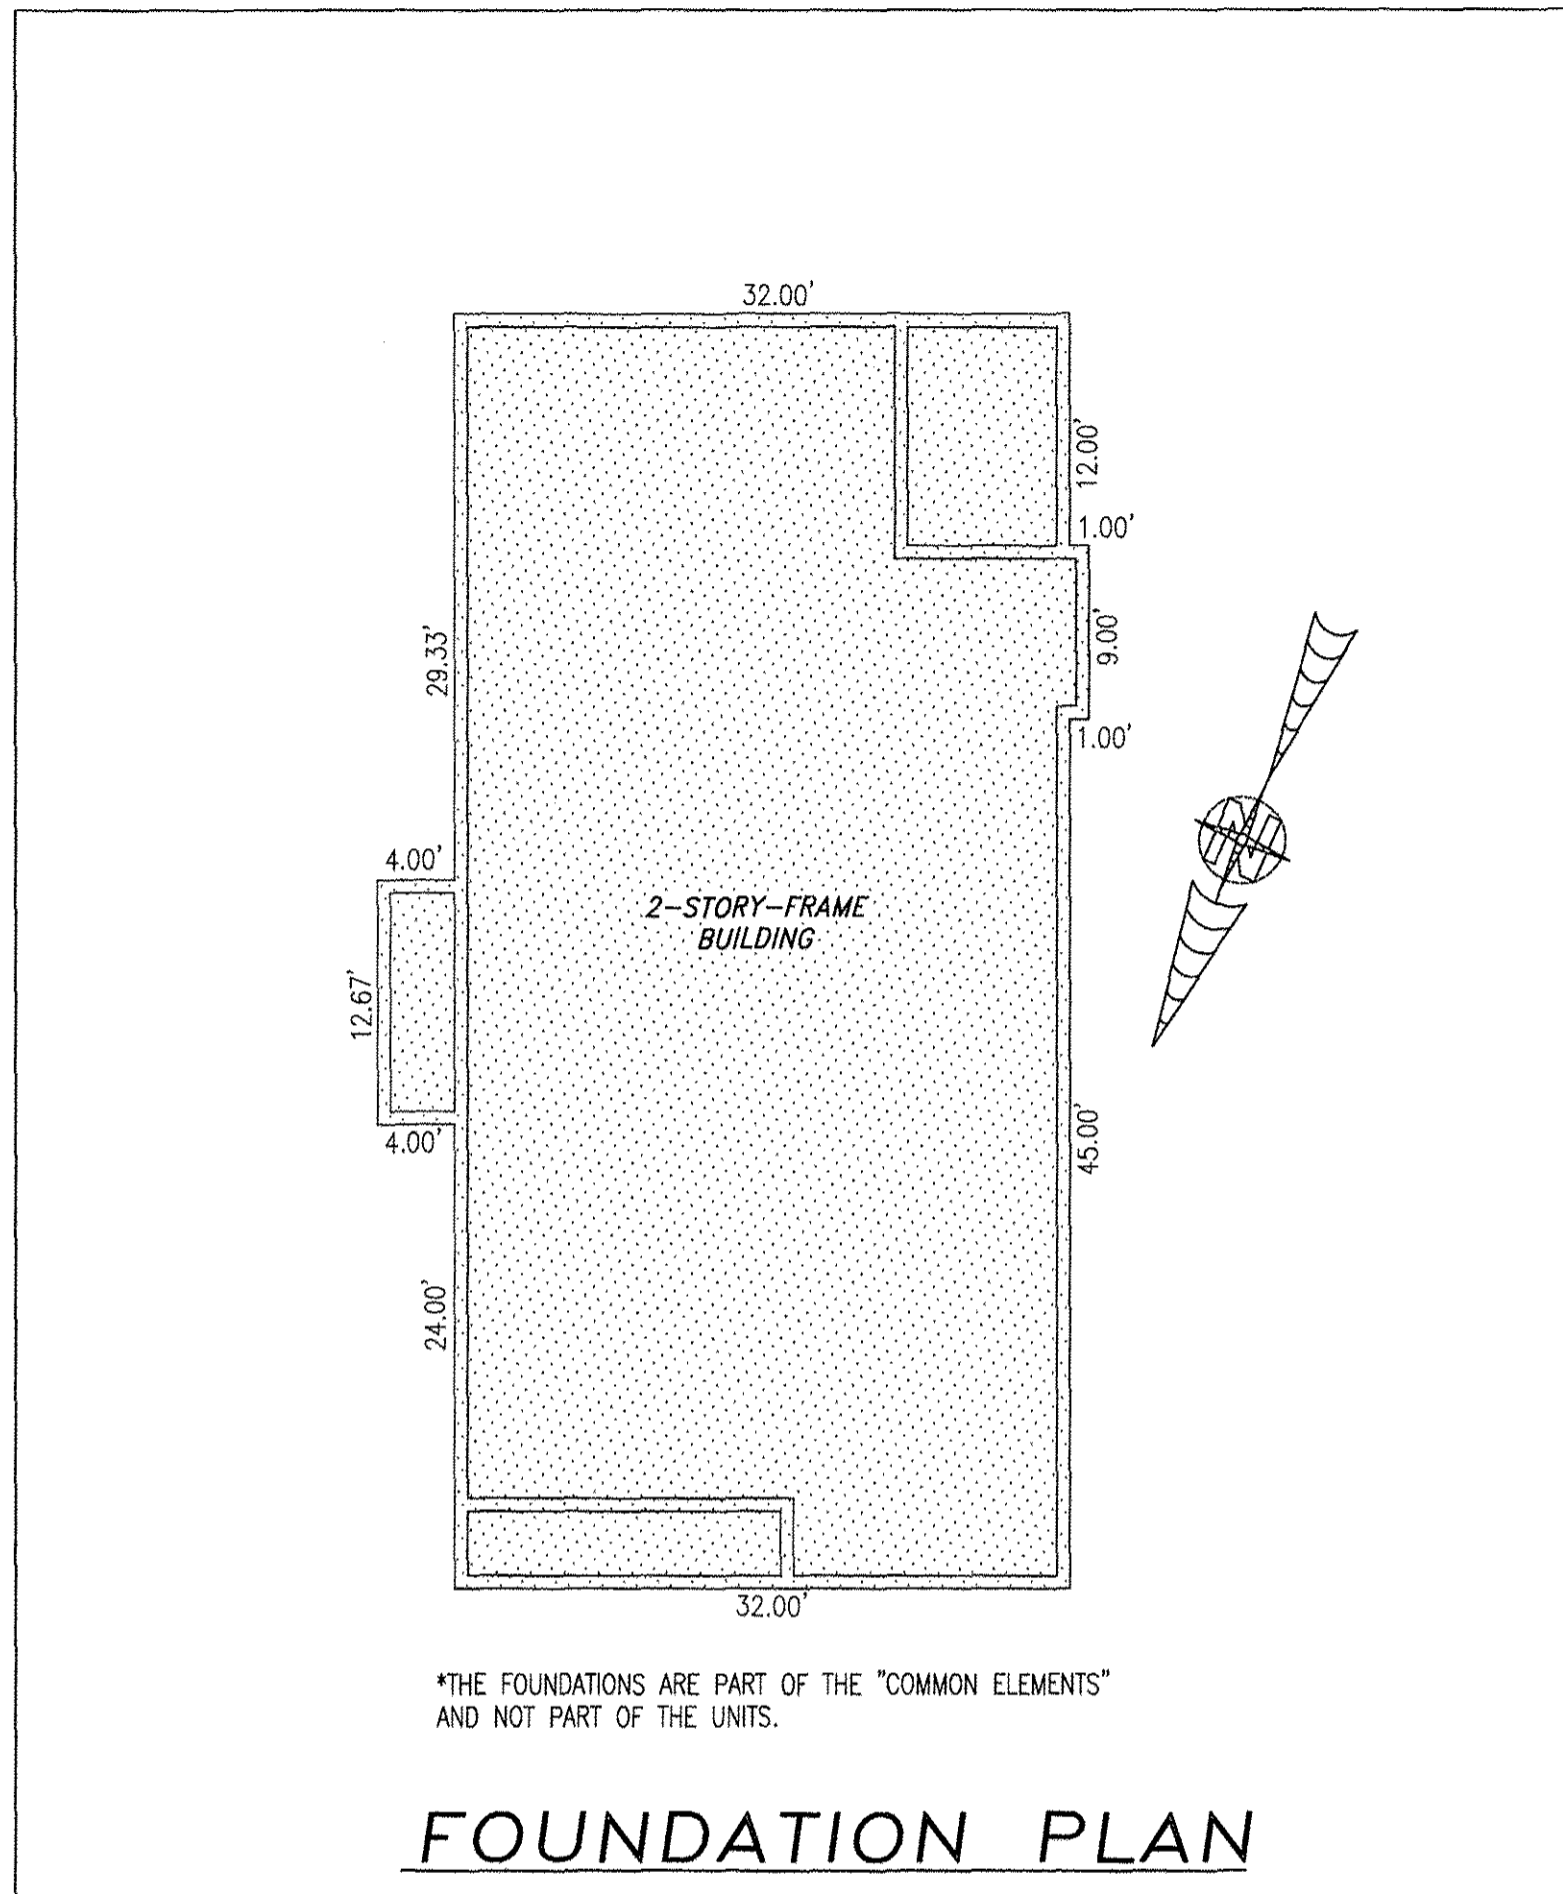 32.00'
12.00'
1.00'
9.00'
29.33'
1.00'
N
4.00'
2-STORY-FRAME
BUILDING
12.67'
4.00'
45.00'
24.00'
32.00'
*THE FOUNDATIONS ARE PART OF THE "COMMON ELEMENTS"
AND NOT PART OF THE UNITS.
FOUNDATION PLAN